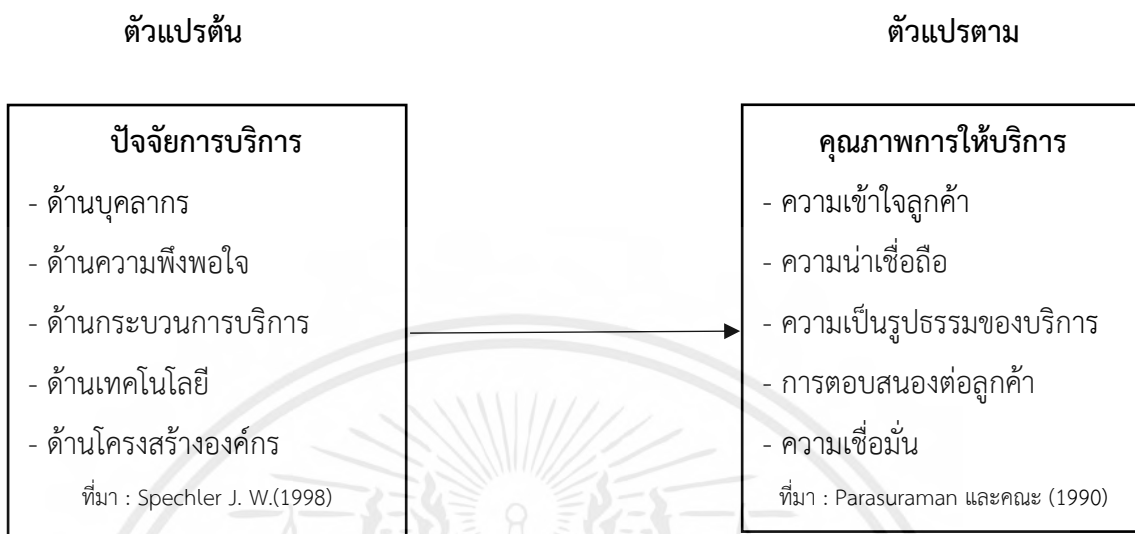 ตัวแปรต้น
ตัวแปรตาม
ปัจจัยการบริการ
- ด้านบุคลากร
- ด้านความพึงพอใจ
- ด้านกระบวนการบริการ
- ด้านเทคโนโลยี
- ด้านโครงสร้างองค์กร
ที่มา : Spechler J. W.(1998)
คุณภาพการให้บริการ
- ความเข้าใจลูกค้า
- ความน่าเชื่อถือ
- ความเป็นรูปธรรมของบริการ
- การตอบสนองต่อลูกค้า
- ความเชื่อมั่น
ที่มา : Parasuraman และคณะ (1990)